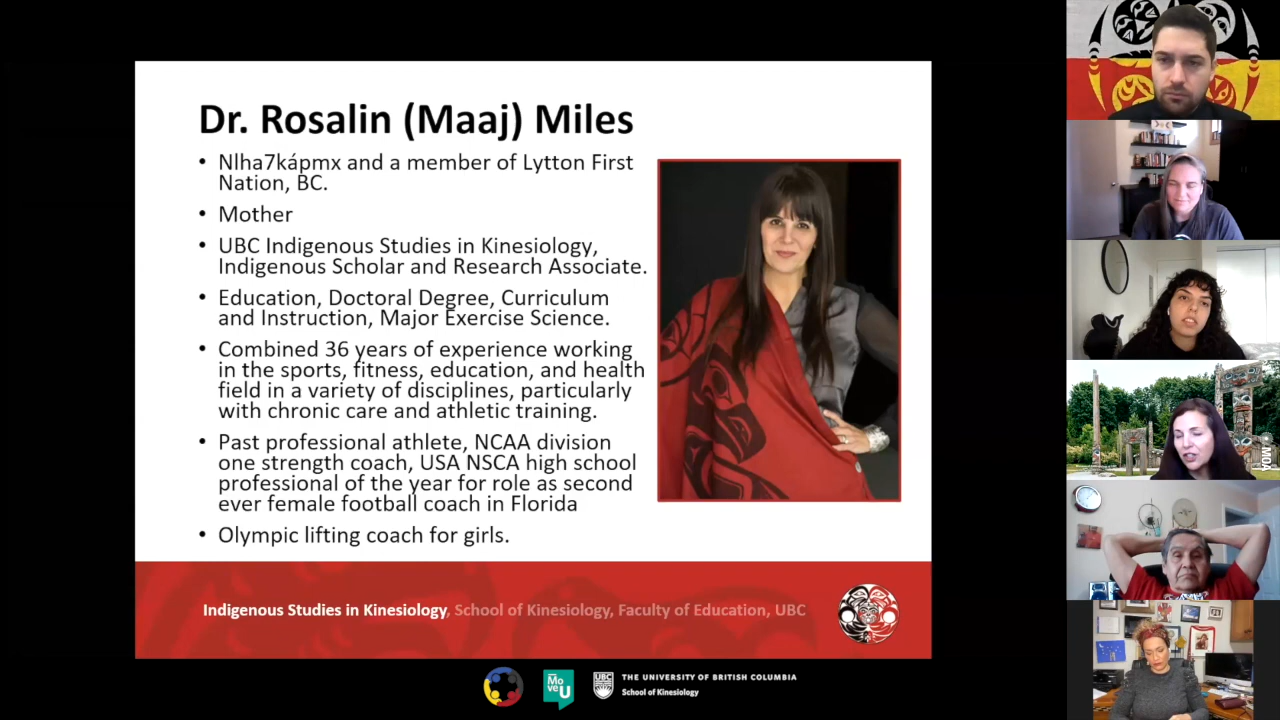 Dr. Rosalin (Maaj) Miles
• Nlha7kápmx and a member of Lytton First
Nation, BC.
• Mother
• UBC Indigenous Studies in Kinesiology,
Indigenous Scholar and Research Associate.
• Education, Doctoral Degree, Curriculum
and Instruction, Major Exercise Science.
• Combined 36 years of experience working
in the sports, fitness, education, and health
field in a variety of disciplines, particularly
with chronic care and athletic training.
• Past professional athlete, NCAA division
one strength coach, USA NSCA high school
professional of the year for role as second
ever female football coach in Florida
• Olympic lifting coach for girls.
Indigenous Studies in Kinesiology, School of Kinesiology, Faculty of Education, UBC
Move U
UBC
THE UNIVERSITY OF BRITISH COLUMBIA
School of Kinesiology
MOA